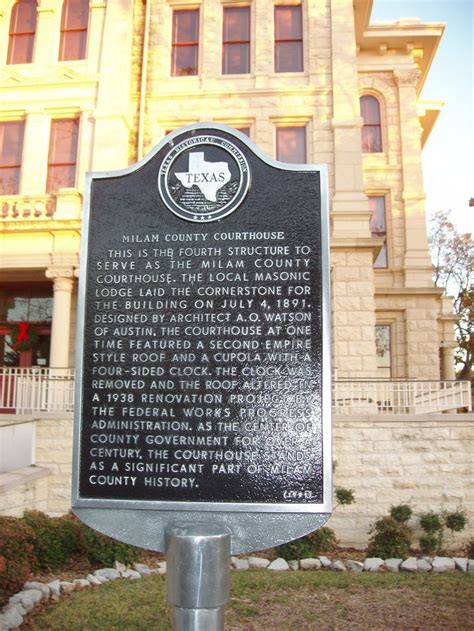 TEXAS HISTORICAL COMMISSION
TEXAS
MILAM COUNTY COURTHOUSE
THIS IS THE FOURTH STRUCTURE TO
SERVE AS THE MILAM COUNTY
COURTHOUSE. THE LOCAL MASONIC
LODGE LAID THE CORNERSTONE FOR
THE BUILDING ON JULY 4, 1891.
DESIGNED BY ARCHITECT A.O. WATSON
OF AUSTIN, THE COURTHOUSE AT ONE
TIME FEATURED A SECOND EMPIRE
STYLE ROOF AND A CUPOLA WITH A
FOUR-SIDED CLOCK. THE CLOCK WAS
REMOVED AND THE ROOF ALTERED IN
A 1938 RENOVATION PROJECT BY
THE FEDERAL WORKS PROGRESS
ADMINISTRATION. AS THE CENTER OF
COUNTY GOVERNMENT FOR OVER A
CENTURY, THE COURTHOUSE STANDS
AS A SIGNIFICANT PART OF MILAM
COUNTY HISTORY.